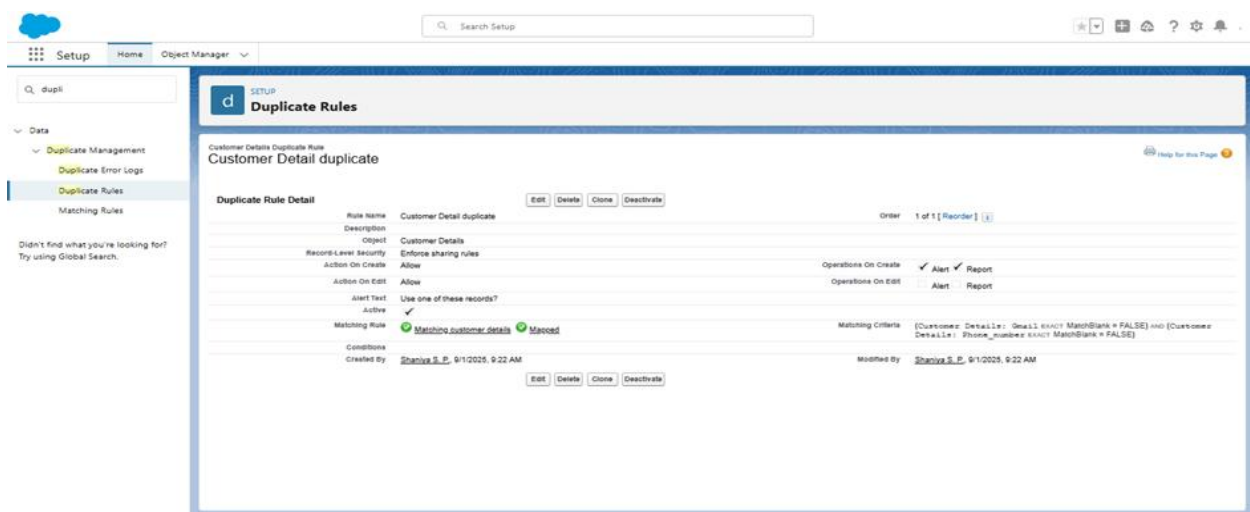 Search Setup
Setup
Home
Object Manager
dupli
Data
Duplicate Management
Duplicate Error Logs
Duplicate Rules
Matching Rules
Didn't find what you're looking for?
Try using Global Search.
d
SETUP
Duplicate Rules
Customer Details Duplicate Rule
Customer Detail duplicate
Help for this Page
Duplicate Rule Detail
Edit Delete Clone Deactivate
Rule Name Customer Detail duplicate Order 1 of 1 [ Reorder ] i
Description
Object Customer Details
Record-Level Security Enforce sharing rules
Action On Create Allow Operations On Create Alert Report
Action On Edit Allow Operations On Edit Alert Report
Alert Text Use one of these records?
Active
Matching Rule Matching customer details Mapped Matching Criteria (Customer Details: Gmail EXACT MatchBlank = FALSE) AND (Customer
Details: Phone_number EXACT MatchBlank = FALSE)
Conditions
Created By Shaniya S. P., 9/1/2025, 9:22 AM Modified By Shaniya S. P., 9/1/2025, 9:22 AM
Edit Delete Clone Deactivate